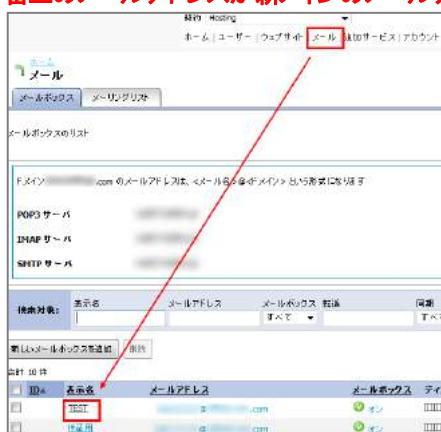 契約 : Hosting
ホーム | ユーザー | ウェブサイト | メール | 追加サービス | アカウント
ホーム
メール
メールボックス メーリングリスト
メールボックスのリスト
ドメイン .com のメールアドレスは、<メール名>@<ドメイン> という形式になります
POP3 サーバ
IMAP サーバ
SMTP サーバ
検索対象: 表示名 メールアドレス メールボックス 転送 同期
すべて
新しいメールボックスを追加 削除
合計 10 件
ID 表示名 メールアドレス メールボックス ディ
TEST @ .com オン
検証用 @ .com オン